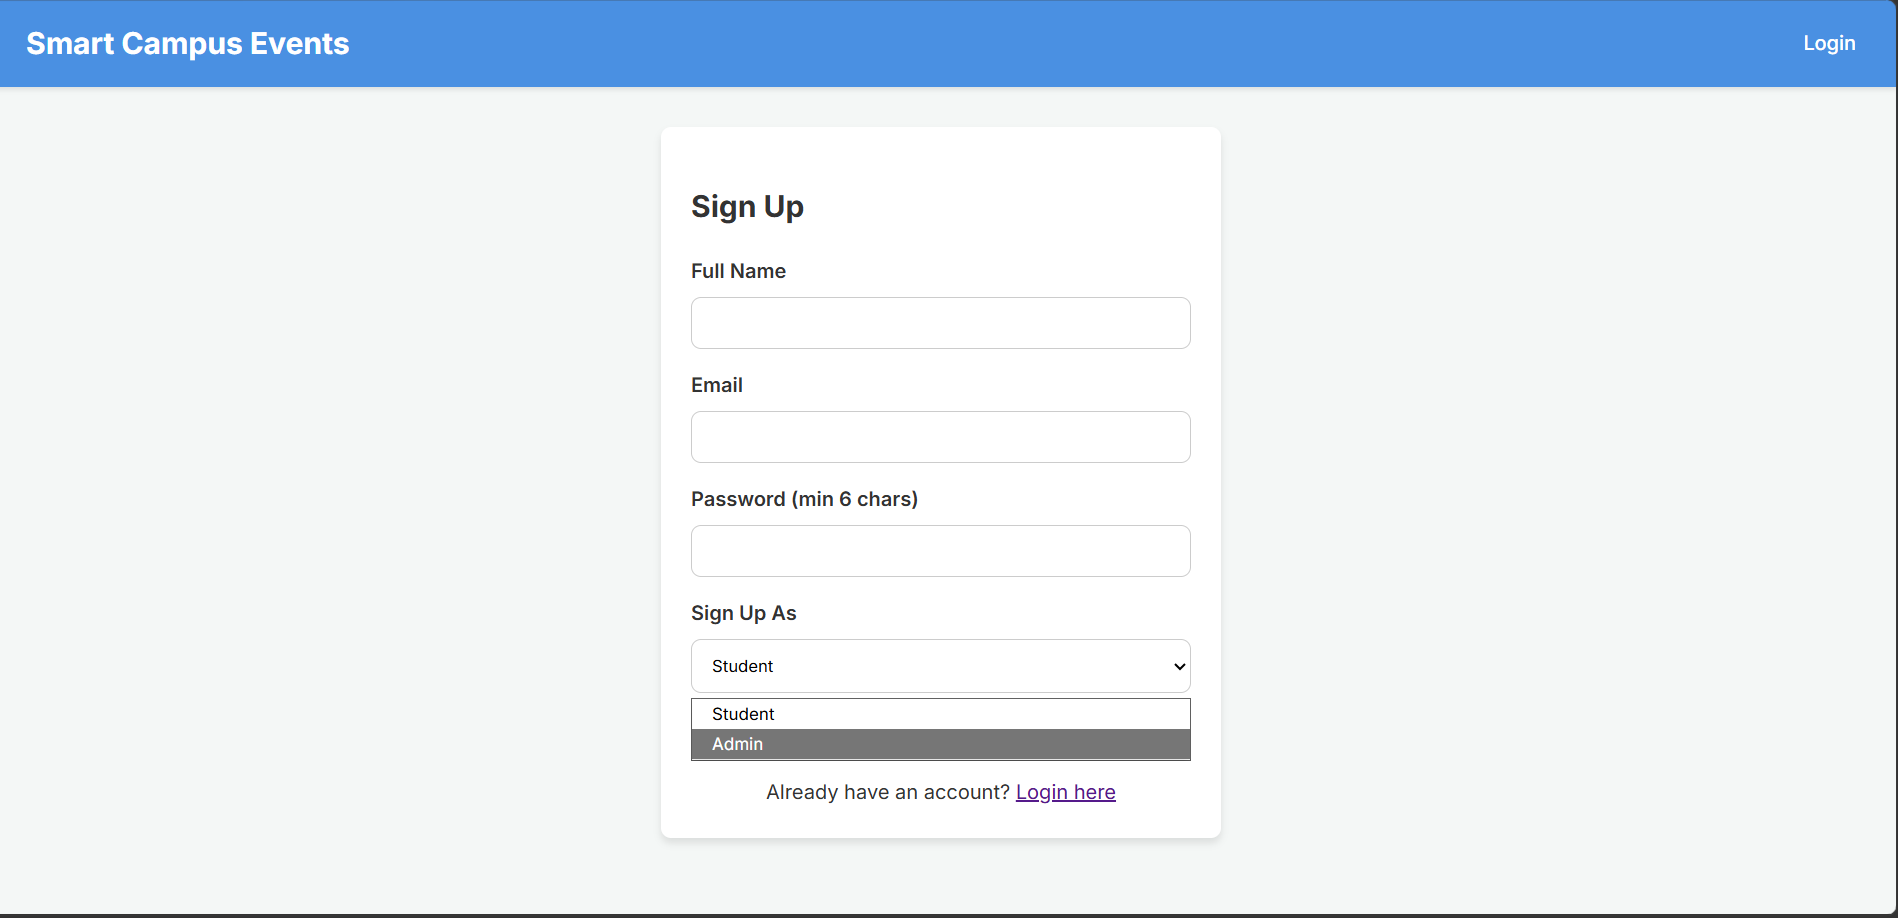 Smart Campus Events
Login
Sign Up
Full Name
Email
Password (min 6 chars)
Sign Up As
Student
Student
Admin
Already have an account? Login here